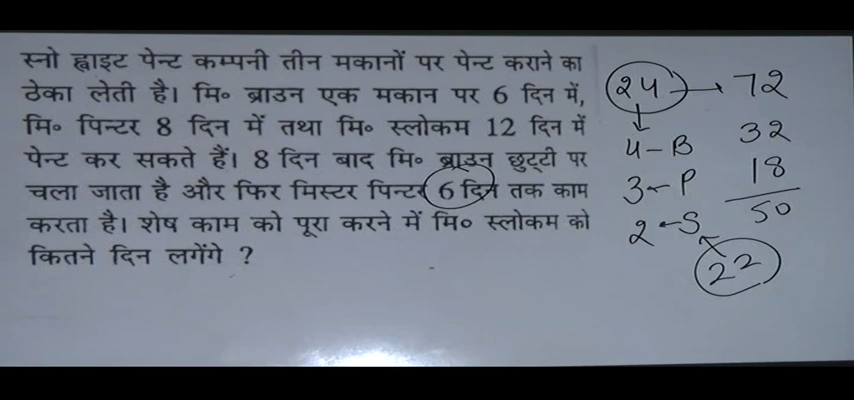 स्नो ह्वाइट पेन्ट कम्पनी तीन मकानों पर पेन्ट कराने का
ठेका लेती है। मि० ब्राउन एक मकान पर 6 दिन में,
मि० पिन्टर 8 दिन में तथा मि० स्लोकम 12 दिन में
पेन्ट कर सकते हैं। 8 दिन बाद मि० ब्राउन छुट्टी पर
चला जाता है और फिर मिस्टर पिन्टर 6 दिन तक काम
करता है। शेष काम को पूरा करने में मि० स्लोकम को
कितने दिन लगेंगे ?
24 → 72
4 - B
3 - P
2 - S
32
18
50
22